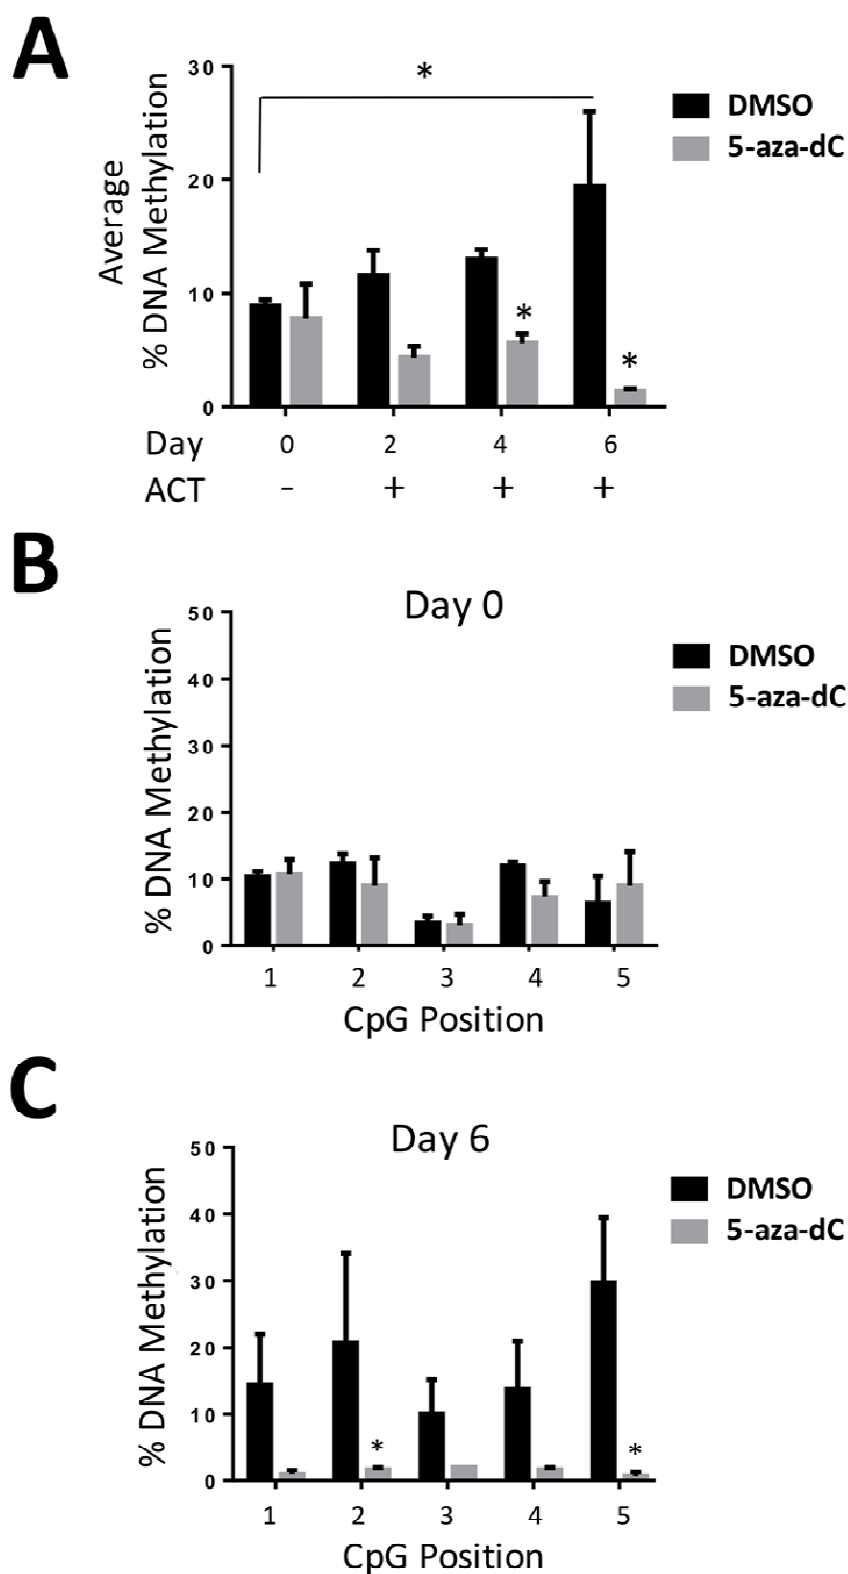 A
30
*
20
10
0
Average
% DNA Methylation
*
*
DMSO
5-aza-dC
Day 0 2 4 6
ACT - + + +
B
Day 0
50
40
30
20
10
0
% DNA Methylation
DMSO
5-aza-dC
1 2 3 4 5
CpG Position
C
Day 6
50
40
30
20
10
0
% DNA Methylation
*
*
DMSO
5-aza-dC
1 2 3 4 5
CpG Position